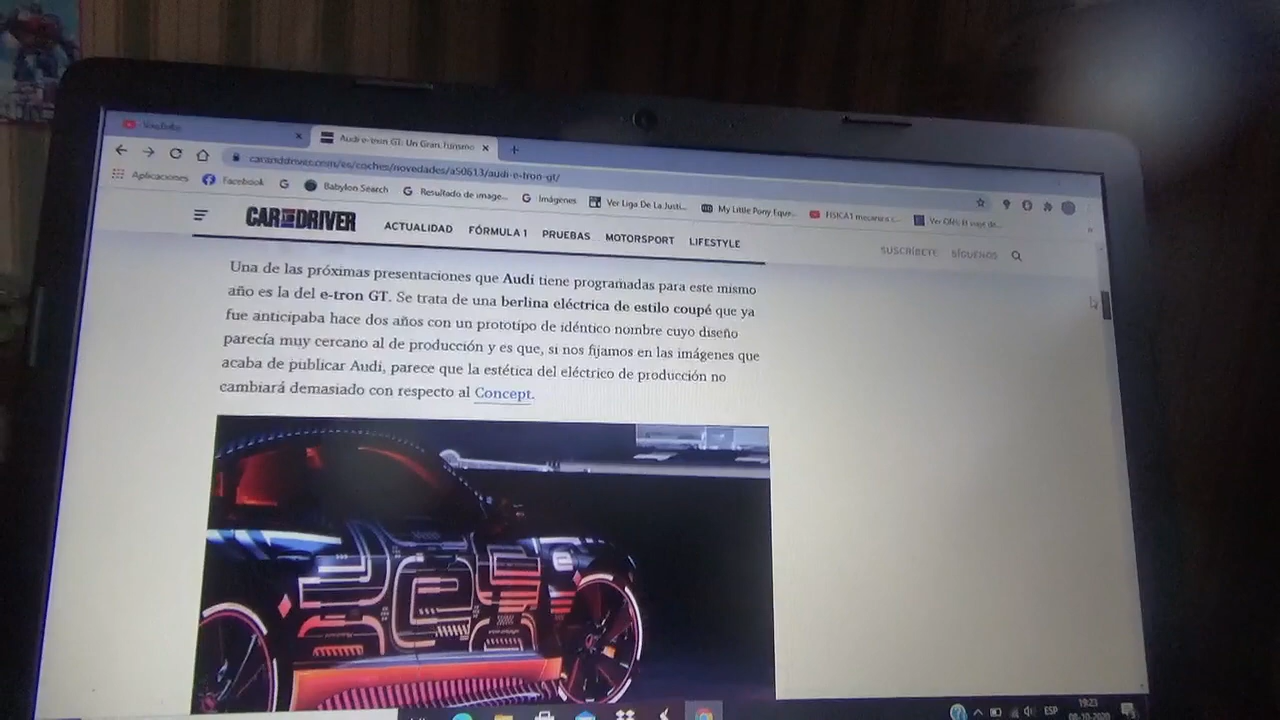 YouTube
Audi e-tron GT: Un Gran Turismo
caranddriver.com/es/coches/novedades/a50613/audi-e-tron-gt/
Aplicaciones Facebook Babylon Search Resultado de image... Imágenes Ver Liga De La Justi... My Little Pony Eque... FISICA1 mecanica c...
CAR AND DRIVER ACTUALIDAD FÓRMULA 1 PRUEBAS MOTORSPORT LIFESTYLE SUSCRÍBETE SÍGUENOS
Una de las próximas presentaciones que Audi tiene programadas para este mismo
año es la del e-tron GT. Se trata de una berlina eléctrica de estilo coupé que ya
fue anticipaba hace dos años con un prototipo de idéntico nombre cuyo diseño
parecía muy cercano al de producción y es que, si nos fijamos en las imágenes que
acaba de publicar Audi, parece que la estética del eléctrico de producción no
cambiará demasiado con respecto al Concept.
ESP
19:23
08-10-2020